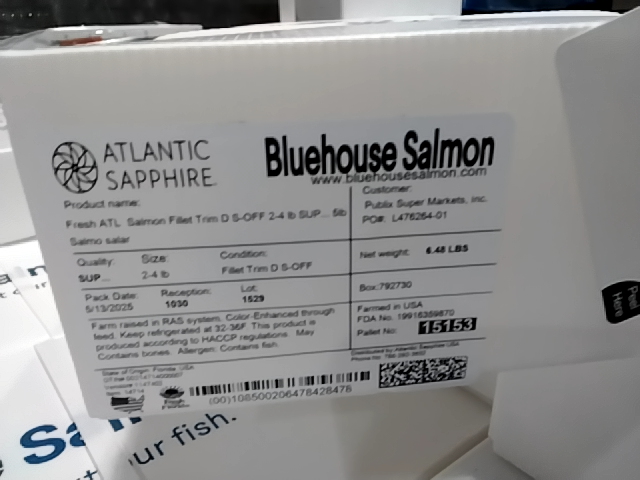 ATLANTIC
SAPPHIRE
Bluehouse Salmon
www.bluehousesalmon.com
Product name:
Fresh ATL Salmon Fillet Trim D S-OFF 2-4 lb SUP... 5lb
Salmo salar
Customer:
Publix Super Markets, Inc.
PO#: L476264-01
Quality:
SUP...
Size:
2-4 lb
Condition:
Fillet Trim D S-OFF
Net weight: 6.48 LBS
Pack Date:
5/13/2025
Reception:
1030
Lot:
1529
Box:792730
Farm raised in RAS system. Color-Enhanced through
feed. Keep refrigerated at 32-36F. This product is
produced according to HACCP regulations. May
Contains bones. Allergen: Contains fish.
Farmed in USA
FDA No. 19916359870
Pallet No: 15153
State of Origin: Florida, USA
Distributed by Atlantic Sapphire USA
(00)108500206478428478
Peel
Here
Sal
ur fish.